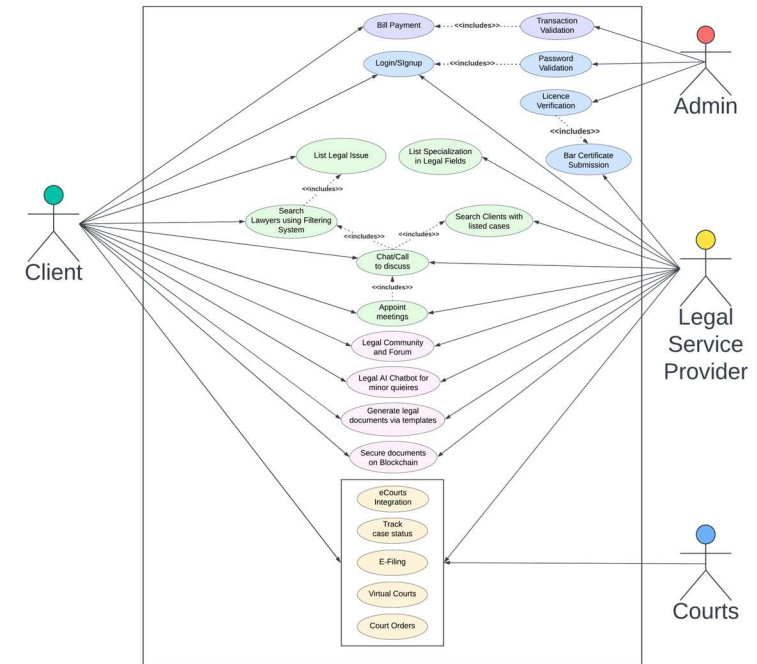 Bill Payment
<<includes>>
Transaction
Validation
Login/SIgnup
<<includes>>
Password
Validation
Admin
Licence
Verification
<<includes>>
Bar Certificate
Submission
List Legal Issue
List Specialization
in Legal Fields
<<includes>>
Search
Lawyers using Filtering
System
Search Clients with
listed cases
<<includes>>
<<includes>>
Client
Chat/Call
to discuss
<<includes>>
Appoint
meetings
Legal
Service
Provider
Legal Community
and Forum
Legal AI Chatbot for
minor quieires
Generate legal
documents via templates
Secure documents
on Blockchain
eCourts
Integration
Track
case status
E-Filing
Virtual Courts
Court Orders
Courts